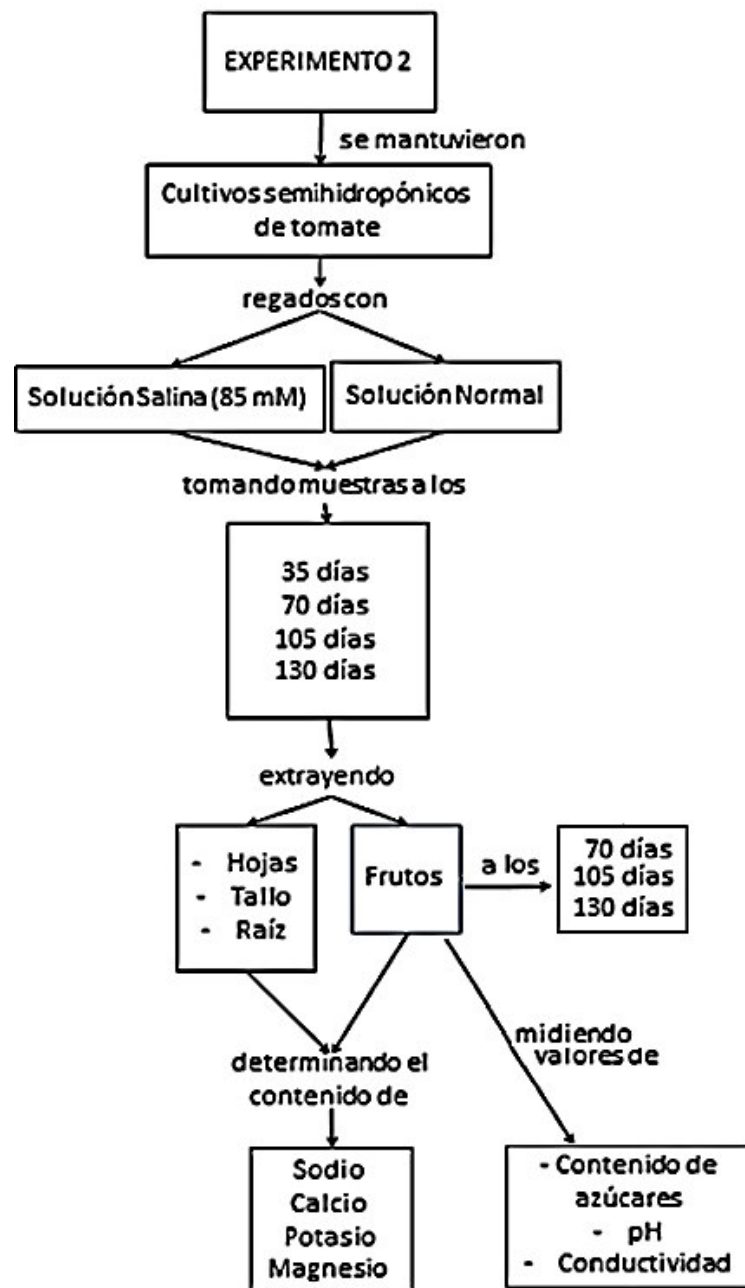 EXPERIMENTO 2
se mantuvieron
Cultivos semihidropónicos
de tomate
regados con
Solución Salina (85 mM)
Solución Normal
tomando muestras a los
35 días
70 días
105 días
130 días
extrayendo
- Hojas
- Tallo
- Raíz
Frutos
a los
70 días
105 días
130 días
determinando el
contenido de
midiendo
valores de
Sodio
Calcio
Potasio
Magnesio
- Contenido de
azúcares
- pH
- Conductividad